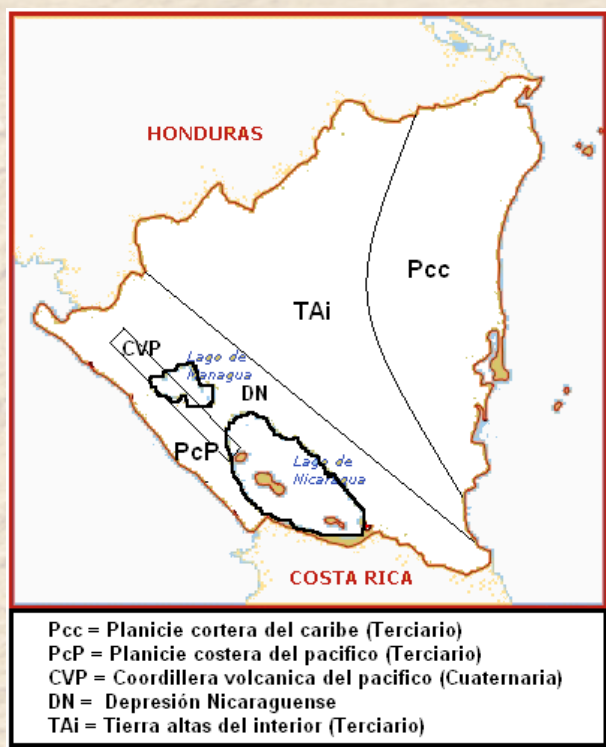 HONDURAS
Pcc
TAi
CVP
Lago de
Managua
DN
PcP
Lago de
Nicaragua
COSTA RICA
Pcc = Planicie cortera del caribe (Terciario)
PcP = Planicie costera del pacifico (Terciario)
CVP = Coordillera volcanica del pacifico (Cuaternaria)
DN = Depresión Nicaraguense
TAi = Tierra altas del interior (Terciario)